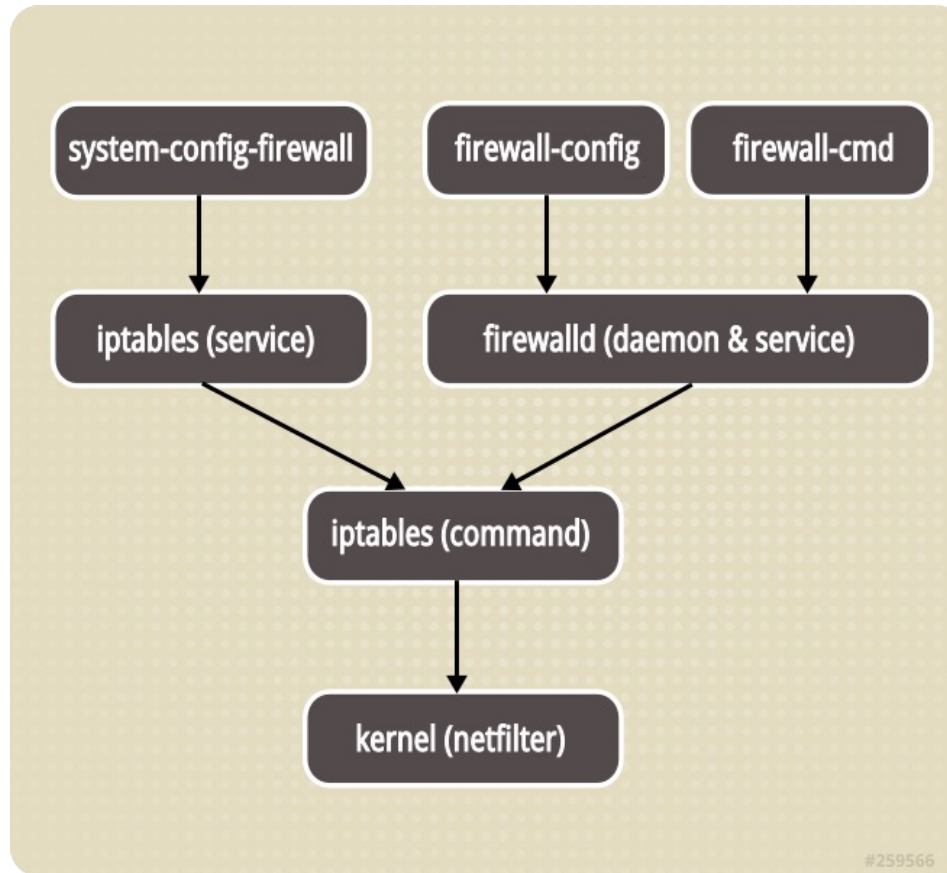 system-config-firewall
firewall-config
firewall-cmd
iptables (service)
firewalld (daemon & service)
iptables (command)
kernel (netfilter)
#259566